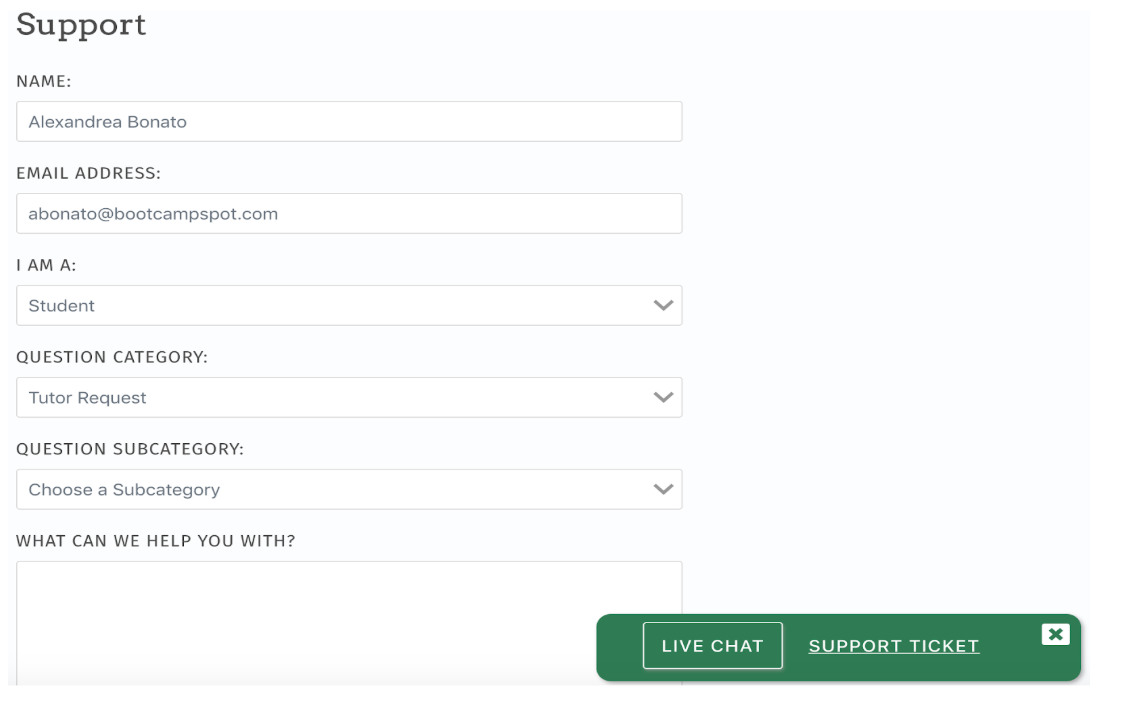 Support
NAME:
Alexandrea Bonato
EMAIL ADDRESS:
abonato@bootcampspot.com
I AM A:
Student
QUESTION CATEGORY:
Tutor Request
QUESTION SUBCATEGORY:
Choose a Subcategory
WHAT CAN WE HELP YOU WITH?
LIVE CHAT
SUPPORT TICKET